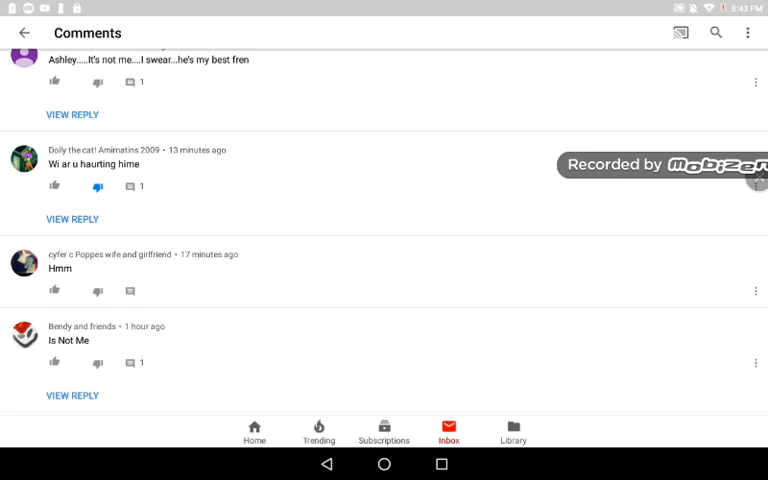 8:43 PM
Comments
Ashley.....It's not me....I swear...he's my best fren
1
VIEW REPLY
Dolly the cat! Amimatins 2009 • 13 minutes ago
Wi ar u haurting hime
Recorded by mobizen
1
VIEW REPLY
cyfer c Poppes wife and girlfriend • 17 minutes ago
Hmm
Bendy and friends • 1 hour ago
Is Not Me
1
VIEW REPLY
Home Trending Subscriptions Inbox Library